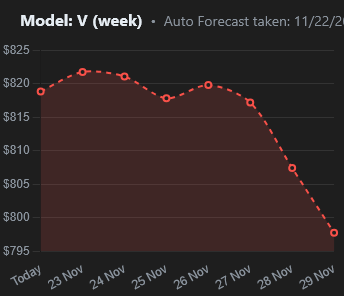 Model: V (week) • Auto Forecast taken: 11/22/20
$825
$820
$815
$810
$805
$800
$795
Today
23 Nov
24 Nov
25 Nov
26 Nov
27 Nov
28 Nov
29 Nov